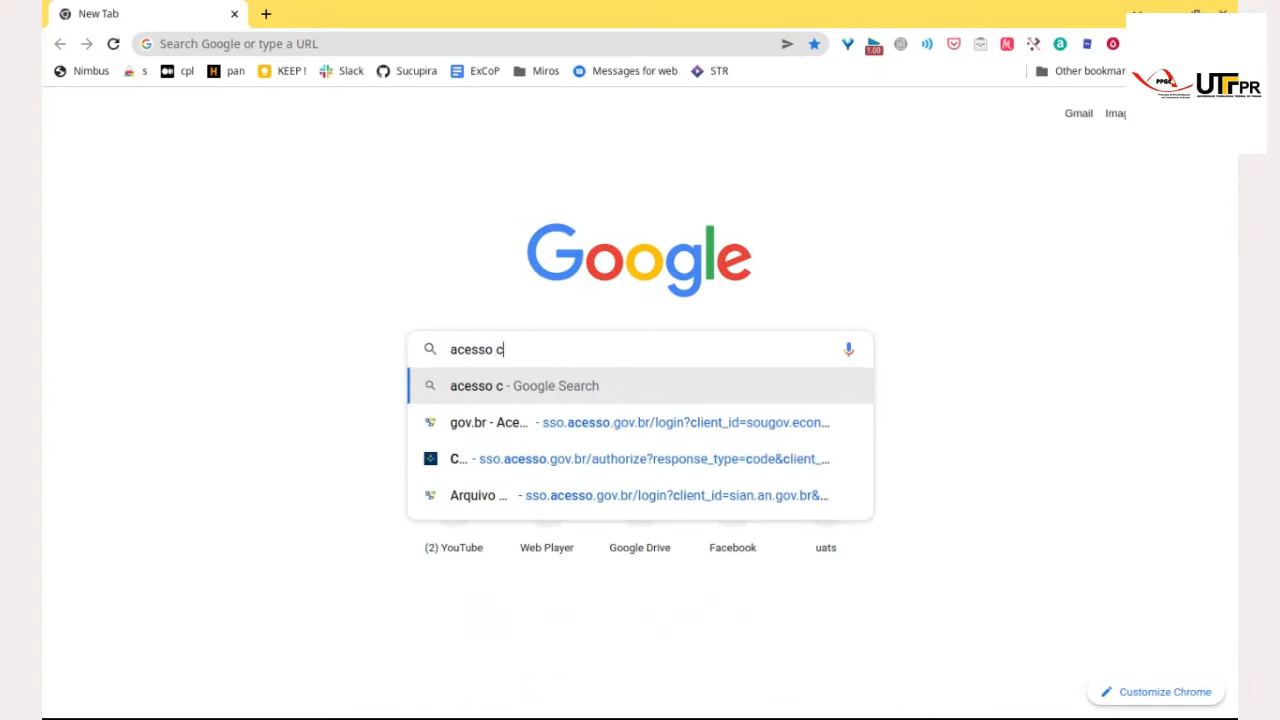 New Tab
Search Google or type a URL
1.00
Nimbus s cpl pan KEEP! Slack Sucupira ExCoP Miros Messages for web STR Other bookmar
PPGA UTFPR
Gmail Imag
Google
acesso c
acesso c - Google Search
gov.br - Ace... - sso.acesso.gov.br/login?client_id=sougov.econ...
C... - sso.acesso.gov.br/authorize?response_type=code&client_...
Arquivo ... - sso.acesso.gov.br/login?client_id=sian.an.gov.br&...
(2) YouTube Web Player Google Drive Facebook uats
Customize Chrome